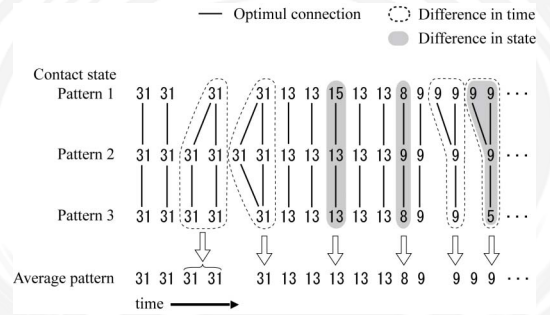 Optimul connection
Difference in time
Difference in state
Contact state
Pattern 1 31 31 31 31 13 13 15 13 13 8 9 9 9 9 9 ···
Pattern 2 31 31 31 31 31 31 13 13 13 13 13 9 9 9 9 ···
Pattern 3 31 31 31 31 31 13 13 13 13 13 8 9 9 5 ···
Average pattern 31 31 31 31 31 13 13 13 13 13 8 9 9 9 9 ···
time